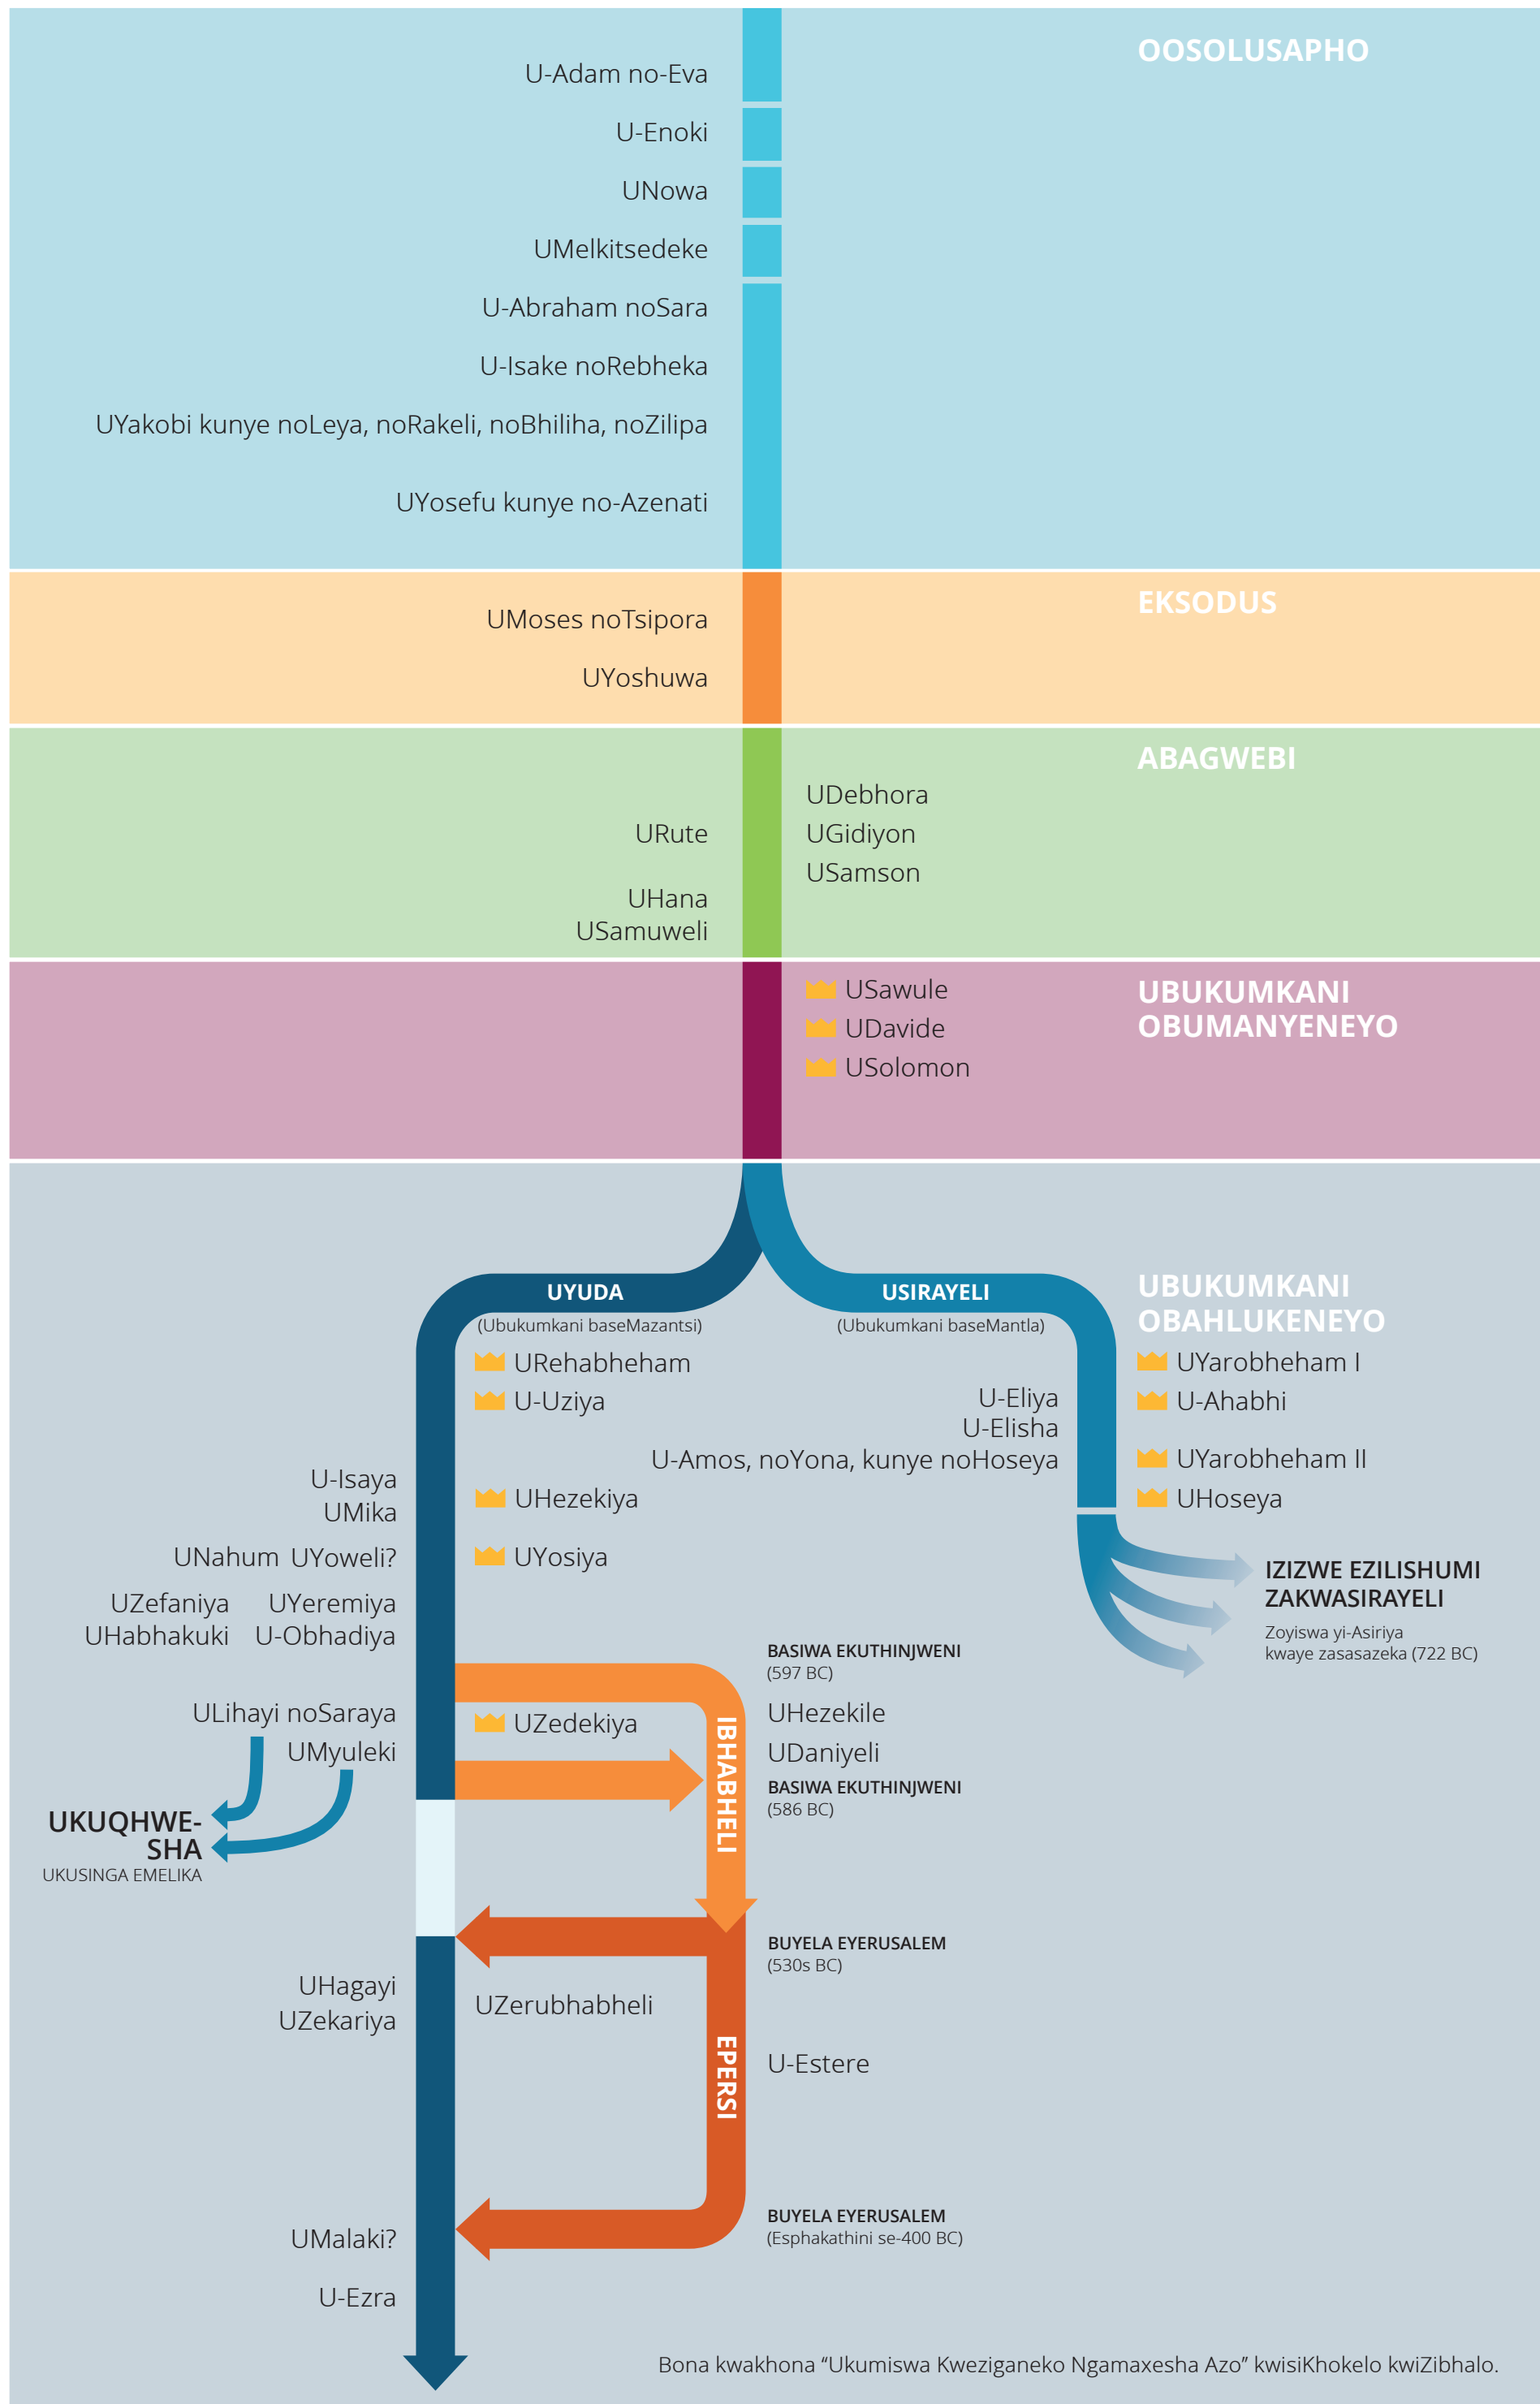 OOSOLUSAPHO
U-Adam no-Eva
U-Enoki
UNowa
UMelkitsedeke
U-Abraham noSara
U-Isake noRebheka
UYakobi kunye noLeya, noRakeli, noBhiliha, noZilipa
UYosefu kunye no-Azenati
EKSODUS
UMoses noTsipora
UYoshuwa
ABAGWEBI
UDebhora
URute
UGidiyon
USamson
UHana
USamuweli
UBUKUMKANI
OBUMANYENEYO
USawule
UDavide
USolomon
UBUKUMKANI
OBAHLUKENEYO
UYUDA
(Ubukumkani baseMazantsi)
USIRAYELI
(Ubukumkani baseMantla)
URehabheham
U-Uziya
U-Eliya
U-Elisha
U-Amos, noYona, kunye noHoseya
UYarobheham I
U-Ahabhi
UYarobheham II
UHoseya
U-Isaya
UMika
UHezekiya
UNahum UYoweli?
UYosiya
UZefaniya UYeremiya
UHabhakuki U-Obhadiya
IZIZWE EZILISHUMI
ZAKWASIRAYELI
Zoyiswa yi-Asiriya
kwaye zasasazeka (722 BC)
BASIWA EKUTHINJWENI
(597 BC)
ULihayi noSaraya
UMyuleki
UZedekiya
IBHABHELI
UHezekile
UDaniyeli
BASIWA EKUTHINJWENI
(586 BC)
UKUQHWE-
SHA
UKUSINGA EMELIKA
BUYELA EYERUSALEM
(530s BC)
UHagayi
UZekariya
UZerubhabheli
EPERSI
U-Estere
BUYELA EYERUSALEM
(Esphakathini se-400 BC)
UMalaki?
U-Ezra
Bona kwakhona “Ukumiswa Kweziganeko Ngamaxesha Azo” kwisiKhokelo kwiZibhalo.